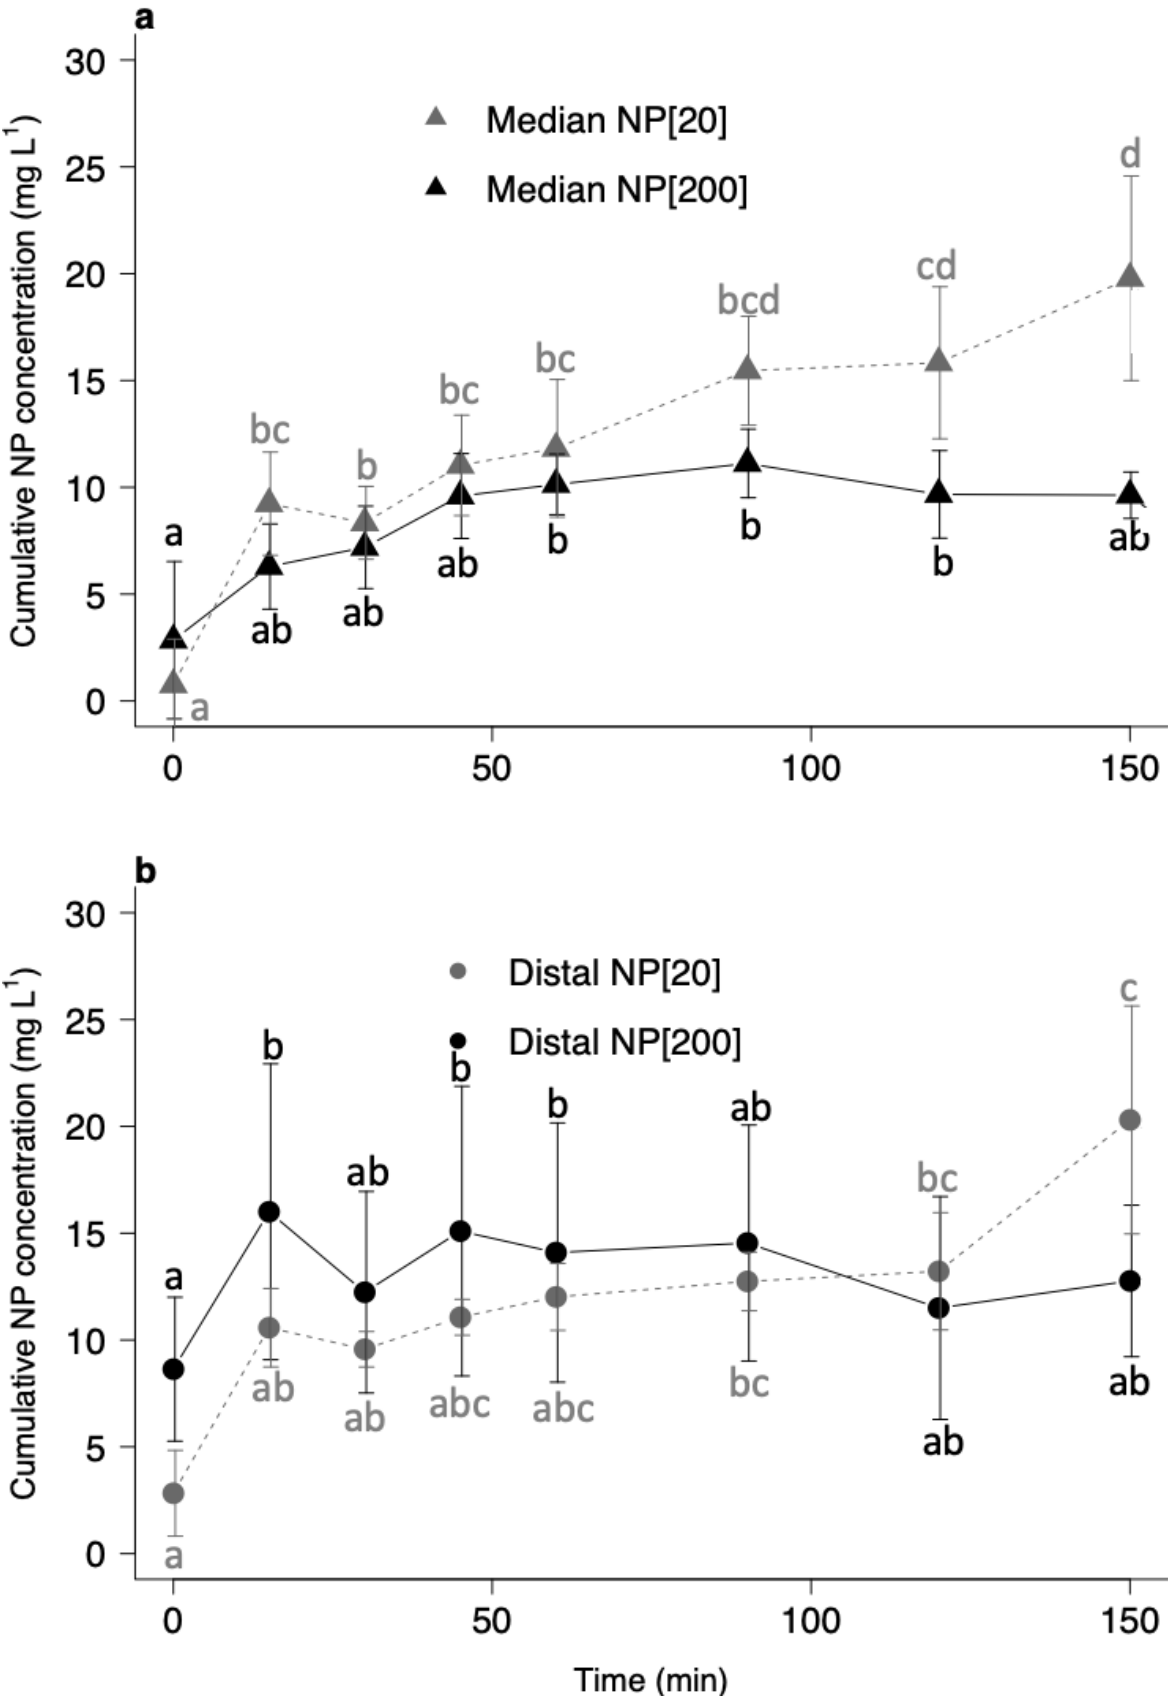 a
Cumulative NP concentration (mg L¹)
30
25
20
15
10
5
0
Median NP[20]
Median NP[200]
d
cd
bcd
bc
bc
bc
b
a
a
ab
ab
ab
b
b
b
ab
0
50
100
150
b
Cumulative NP concentration (mg L¹)
30
25
20
15
10
5
0
Distal NP[20]
Distal NP[200]
c
b
b
b
ab
ab
bc
a
ab
ab
abc
abc
bc
ab
ab
a
0
50
100
150
Time (min)